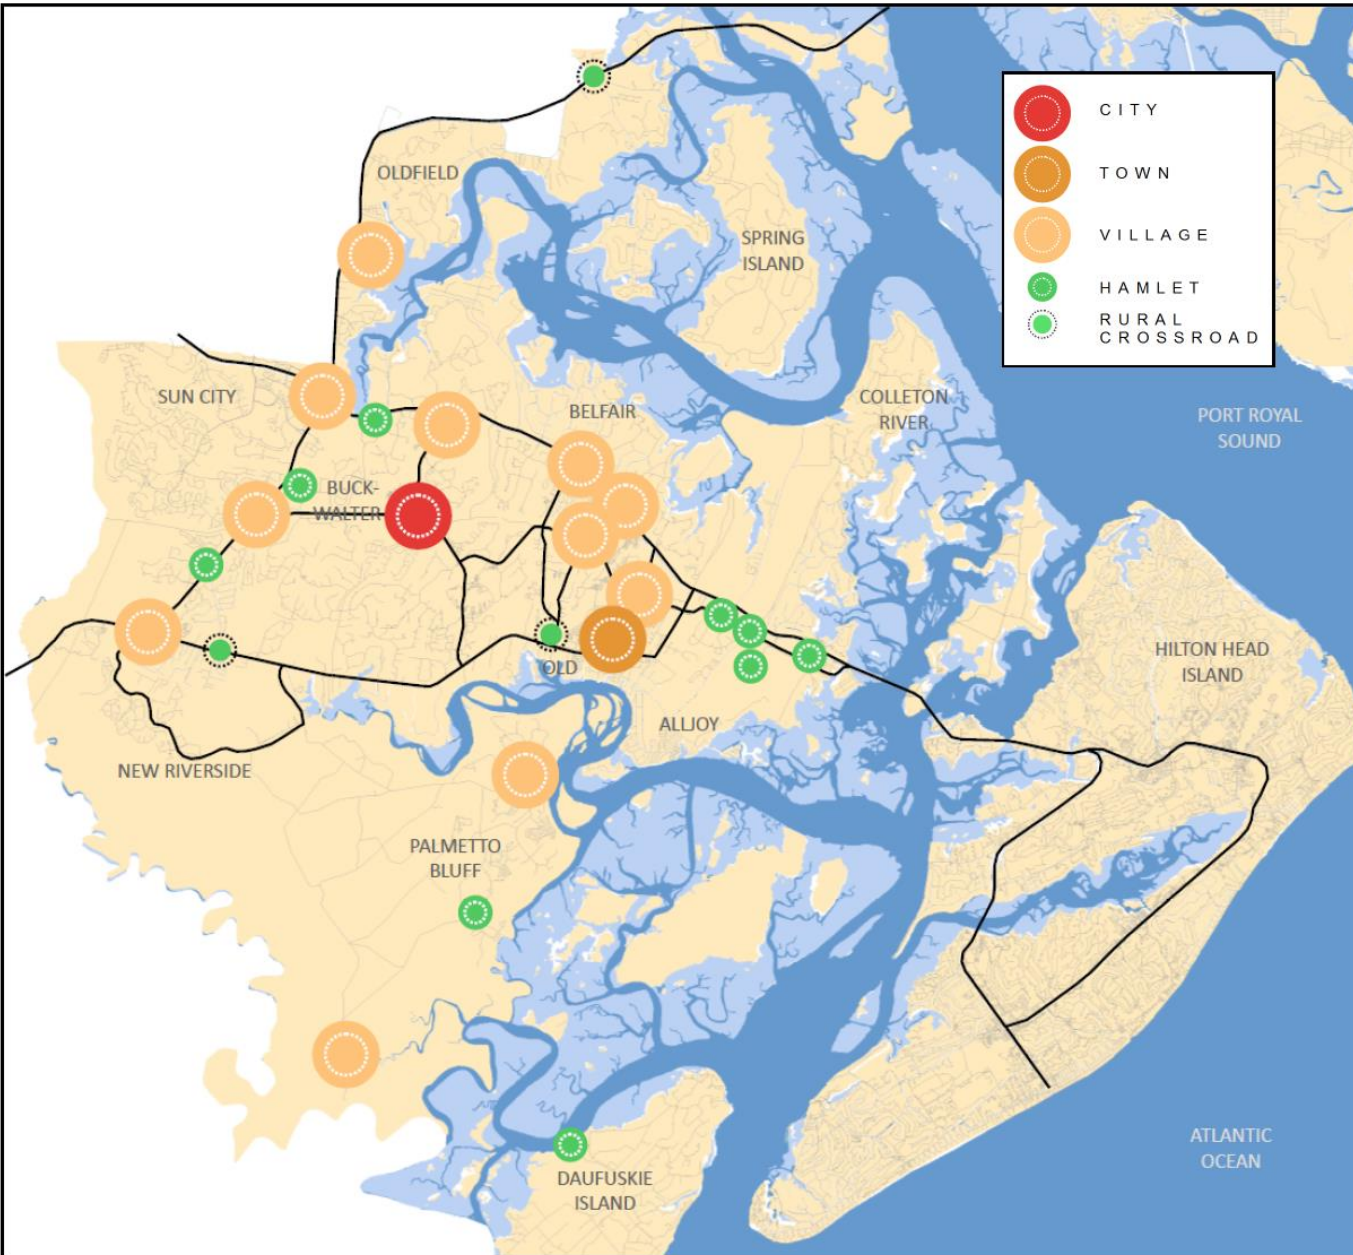 CITY
TOWN
VILLAGE
HAMLET
RURAL
CROSSROAD
OLDFIELD
SPRING
ISLAND
SUN CITY
BELFAIR
COLLETON
RIVER
PORT ROYAL
SOUND
BUCK-
WALTER
OLD
HILTON HEAD
ISLAND
ALLJOY
NEW RIVERSIDE
PALMETTO
BLUFF
ATLANTIC
OCEAN
DAUFUSKIE
ISLAND